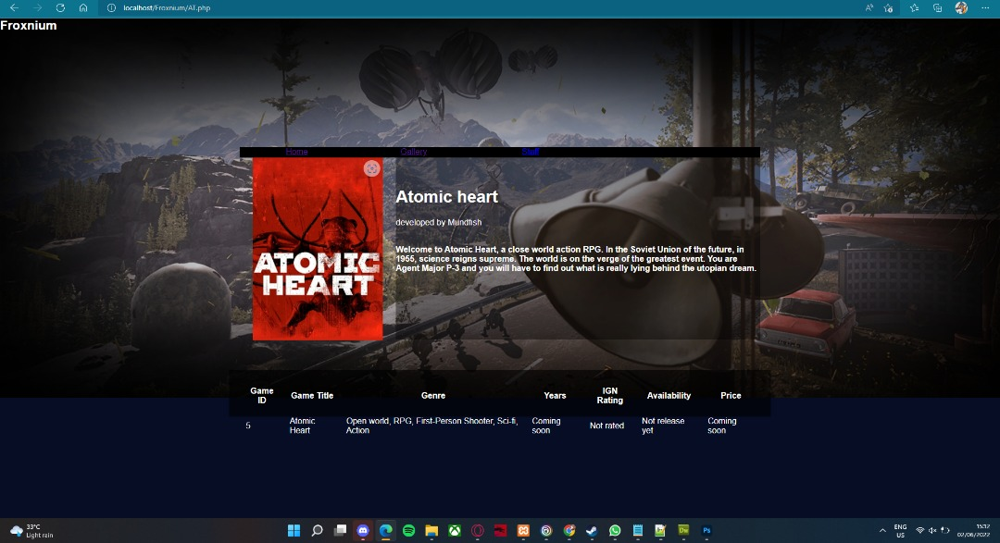 localhost/Froxnium/AT.php
Froxnium
Home Gallery Staff
ATOMIC
HEART
Atomic heart
developed by Mundfish
Welcome to Atomic Heart, a close world action RPG. In the Soviet Union of the future, in
1955, science reigns supreme. The world is on the verge of the greatest event. You are
Agent Major P-3 and you will have to find out what is really lying behind the utopian dream.
Game
ID
Game Title
Genre
Years
IGN
Rating
Availability
Price
5
Atomic
Heart
Open world, RPG, First-Person Shooter, Sci-fi,
Action
Coming
soon
Not rated
Not release
yet
Coming
soon
33°C
Light rain
Dw
Ps
ENG
US
15:12
02/06/2022